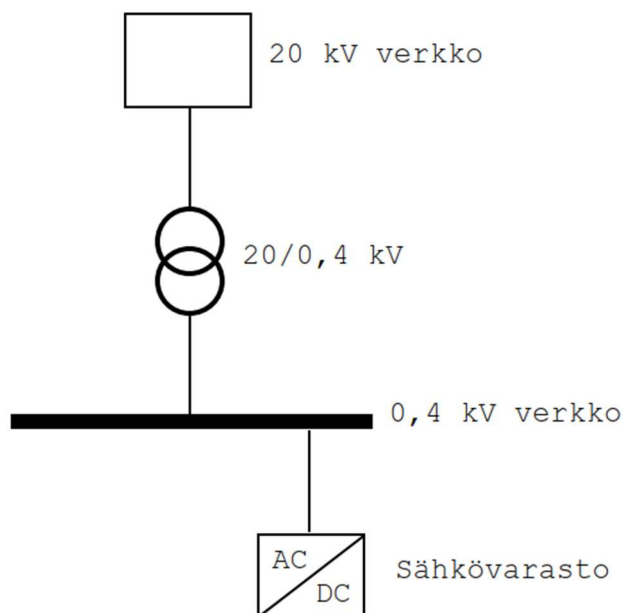 20 kV verkko
20/0,4 kV
0,4 kV verkko
AC
DC
Sähkövarasto